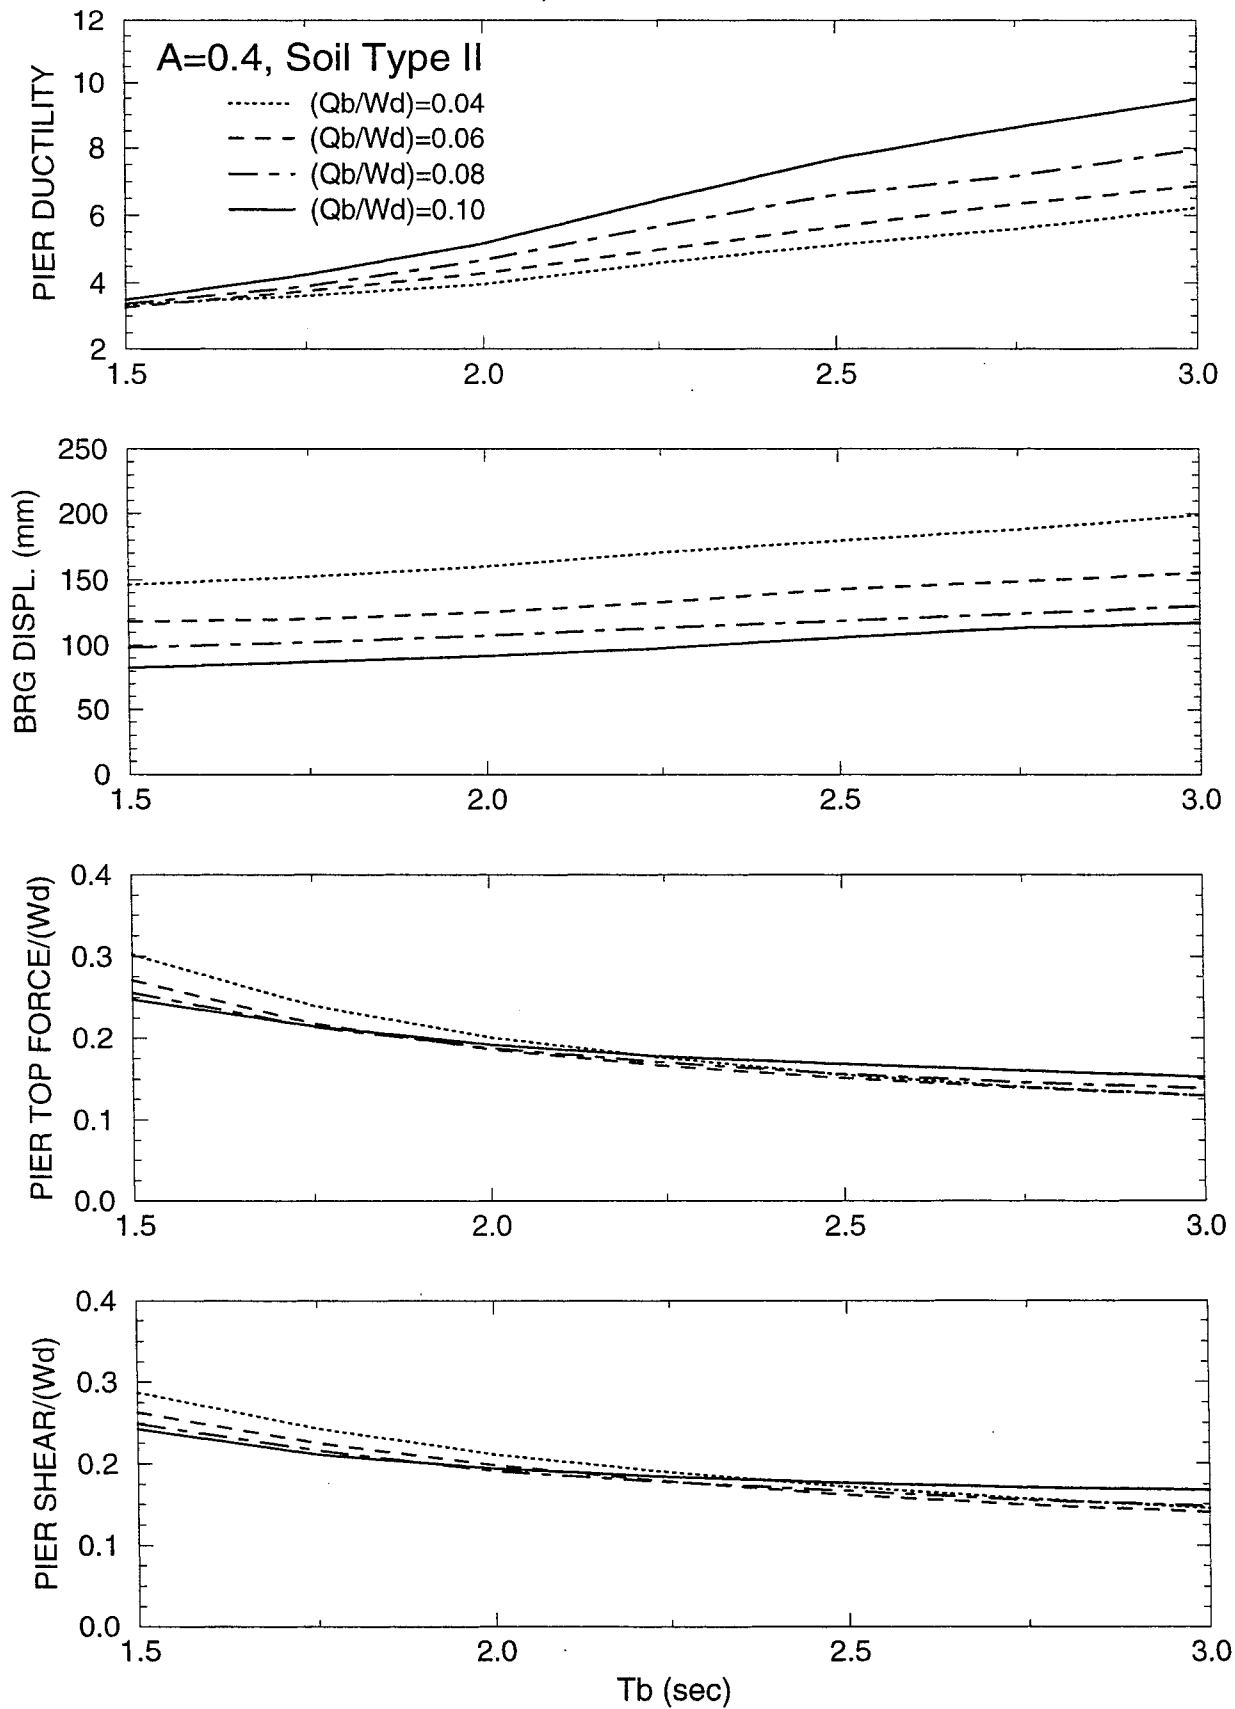 12
A=0.4, Soil Type II
10
(Qb/Wd)=0.04
(Qb/Wd)=0.06
8
(Qb/Wd)=0.08
(Qb/Wd)=0.10
6
4
2
PIER DUCTILITY
1.5 2.0 2.5 3.0
250
200
150
100
50
0
BRG DISPL. (mm)
1.5 2.0 2.5 3.0
0.4
0.3
0.2
0.1
0.0
PIER TOP FORCE/(Wd)
1.5 2.0 2.5 3.0
0.4
0.3
0.2
0.1
0.0
PIER SHEAR/(Wd)
1.5 2.0 2.5 3.0
Tb (sec)